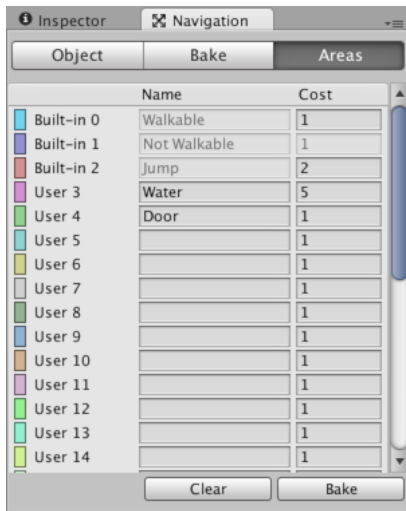 Inspector Navigation
Object Bake Areas
Name Cost
Built-in 0 Walkable 1
Built-in 1 Not Walkable 1
Built-in 2 Jump 2
User 3 Water 5
User 4 Door 1
User 5 1
User 6 1
User 7 1
User 8 1
User 9 1
User 10 1
User 11 1
User 12 1
User 13 1
User 14 1
Clear Bake